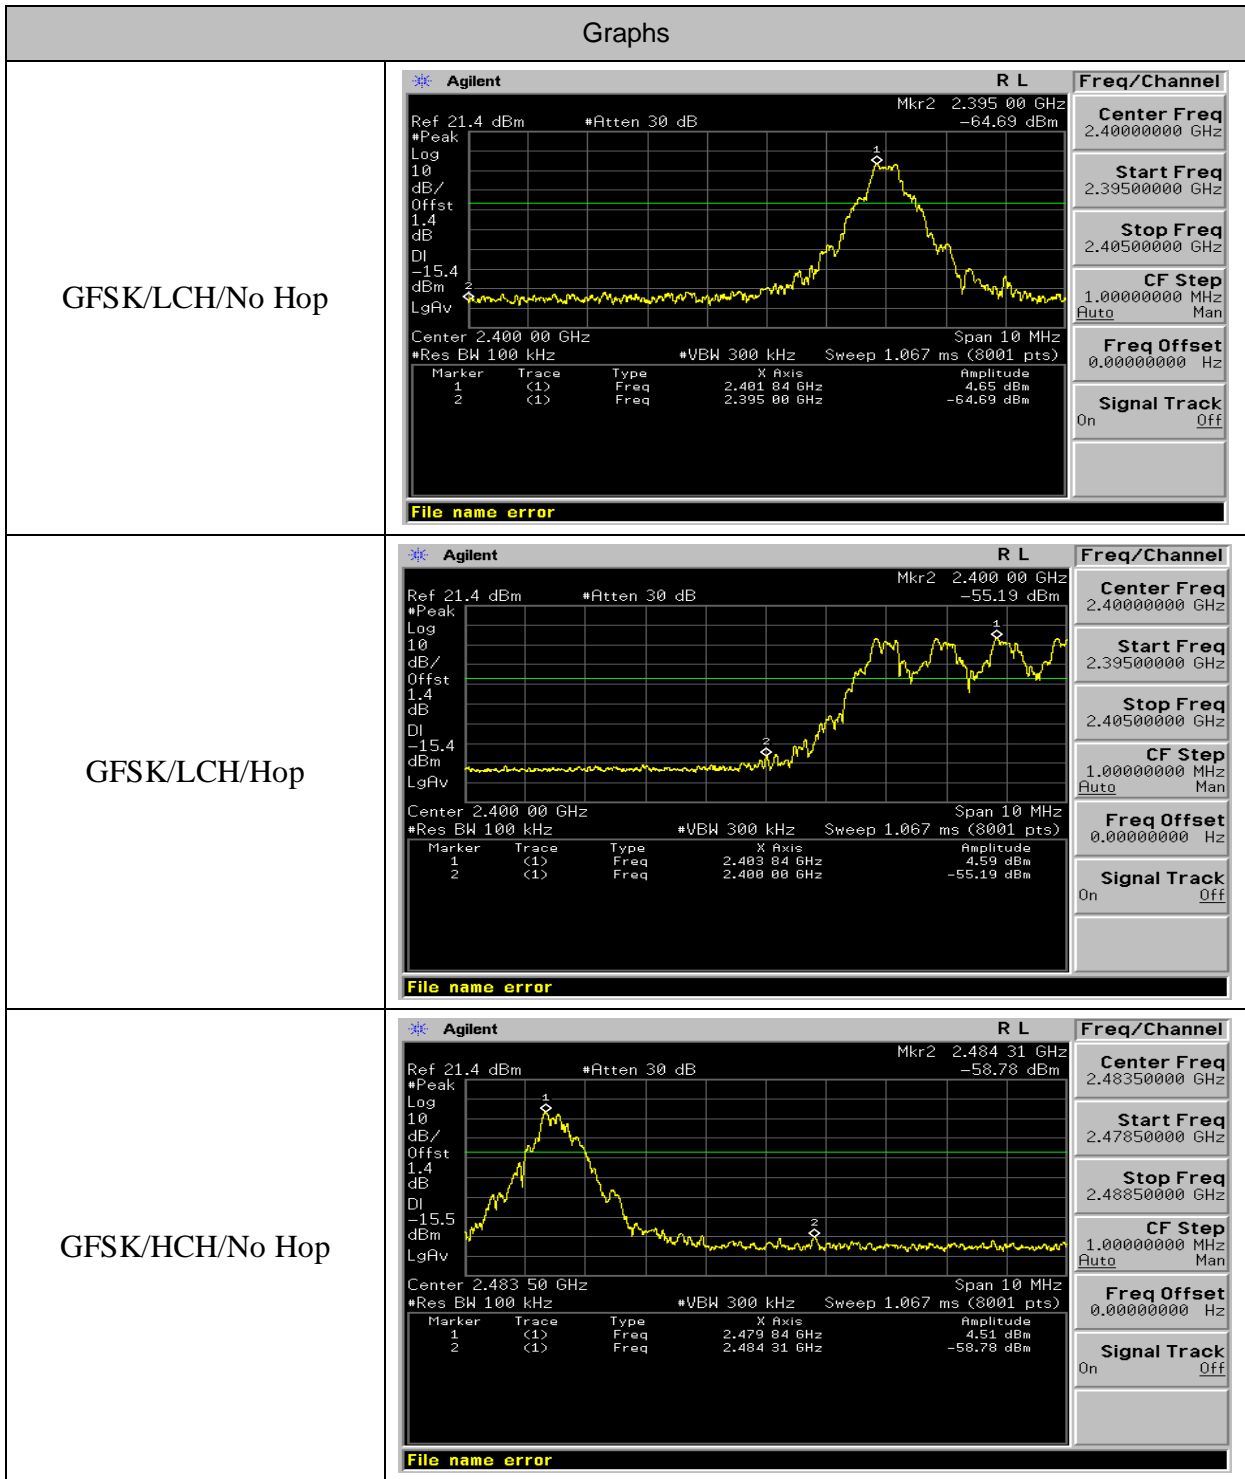 Graphs
GFSK/LCH/No Hop
Agilent R L Freq/Channel
Mkr2 2.395 00 GHz
Ref 21.4 dBm #Atten 30 dB -64.69 dBm
#Peak
Log
10
dB/
Offst
1.4
dB
DI
-15.4
dBm
LgAv
1
2
Center 2.400 00 GHz Span 10 MHz
#Res BW 100 kHz #VBW 300 kHz Sweep 1.067 ms (8001 pts)
Marker Trace Type X Axis Amplitude
1 (1) Freq 2.401 84 GHz 4.65 dBm
2 (1) Freq 2.395 00 GHz -64.69 dBm
File name error
Center Freq
2.40000000 GHz
Start Freq
2.39500000 GHz
Stop Freq
2.40500000 GHz
CF Step
1.00000000 MHz
Auto Man
Freq Offset
0.00000000 Hz
Signal Track
On Off
GFSK/LCH/Hop
Agilent R L Freq/Channel
Mkr2 2.400 00 GHz
Ref 21.4 dBm #Atten 30 dB -55.19 dBm
#Peak
Log
10
dB/
Offst
1.4
dB
DI
-15.4
dBm
LgAv
1
2
Center 2.400 00 GHz Span 10 MHz
#Res BW 100 kHz #VBW 300 kHz Sweep 1.067 ms (8001 pts)
Marker Trace Type X Axis Amplitude
1 (1) Freq 2.403 84 GHz 4.59 dBm
2 (1) Freq 2.400 00 GHz -55.19 dBm
File name error
Center Freq
2.40000000 GHz
Start Freq
2.39500000 GHz
Stop Freq
2.40500000 GHz
CF Step
1.00000000 MHz
Auto Man
Freq Offset
0.00000000 Hz
Signal Track
On Off
GFSK/HCH/No Hop
Agilent R L Freq/Channel
Mkr2 2.484 31 GHz
Ref 21.4 dBm #Atten 30 dB -58.78 dBm
#Peak
Log
10
dB/
Offst
1.4
dB
DI
-15.5
dBm
LgAv
1
2
Center 2.483 50 GHz Span 10 MHz
#Res BW 100 kHz #VBW 300 kHz Sweep 1.067 ms (8001 pts)
Marker Trace Type X Axis Amplitude
1 (1) Freq 2.479 84 GHz 4.51 dBm
2 (1) Freq 2.484 31 GHz -58.78 dBm
File name error
Center Freq
2.48350000 GHz
Start Freq
2.47850000 GHz
Stop Freq
2.48850000 GHz
CF Step
1.00000000 MHz
Auto Man
Freq Offset
0.00000000 Hz
Signal Track
On Off